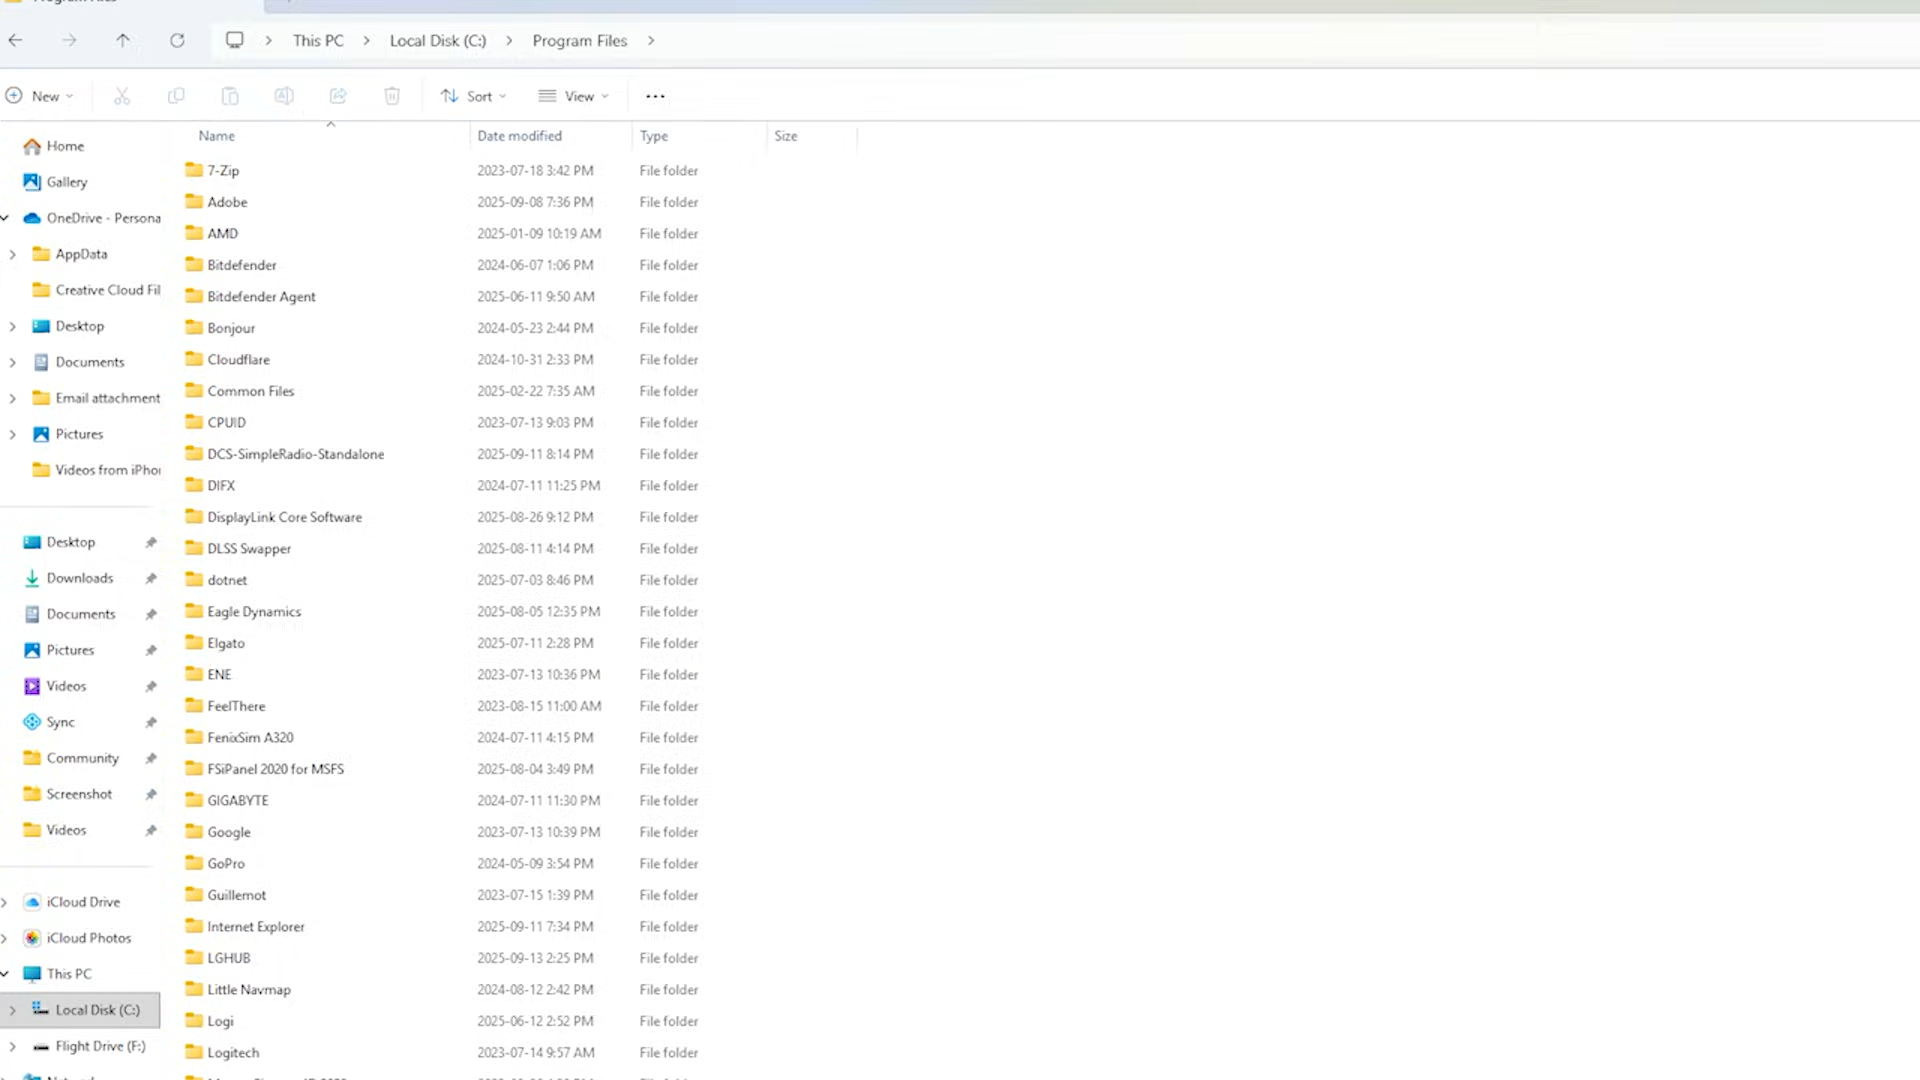 This PC
Local Disk (C:)
Program Files
New
Sort
View
Name
Date modified
Type
Size
Home
Gallery
OneDrive - Persona
AppData
Creative Cloud Fil
Desktop
Documents
Email attachment
Pictures
Videos from iPho
Desktop
Downloads
Documents
Pictures
Videos
Sync
Community
Screenshot
Videos
iCloud Drive
iCloud Photos
This PC
Local Disk (C:)
Flight Drive (F:)
7-Zip 2023-07-18 3:42 PM File folder
Adobe 2025-09-08 7:36 PM File folder
AMD 2025-01-09 10:19 AM File folder
Bitdefender 2024-06-07 1:06 PM File folder
Bitdefender Agent 2025-06-11 9:50 AM File folder
Bonjour 2024-05-23 2:44 PM File folder
Cloudflare 2024-10-31 2:33 PM File folder
Common Files 2025-02-22 7:35 AM File folder
CPUID 2023-07-13 9:03 PM File folder
DCS-SimpleRadio-Standalone 2025-09-11 8:14 PM File folder
DIFX 2024-07-11 11:25 PM File folder
DisplayLink Core Software 2025-08-26 9:12 PM File folder
DLSS Swapper 2025-08-11 4:14 PM File folder
dotnet 2025-07-03 8:46 PM File folder
Eagle Dynamics 2025-08-05 12:35 PM File folder
Elgato 2025-07-11 2:28 PM File folder
ENE 2023-07-13 10:36 PM File folder
FeelThere 2023-08-15 11:00 AM File folder
FenixSim A320 2024-07-11 4:15 PM File folder
FSiPanel 2020 for MSFS 2025-08-04 3:49 PM File folder
GIGABYTE 2024-07-11 11:30 PM File folder
Google 2023-07-13 10:39 PM File folder
GoPro 2024-05-09 3:54 PM File folder
Guillemot 2023-07-15 1:39 PM File folder
Internet Explorer 2025-09-11 7:34 PM File folder
LGHUB 2025-09-13 2:25 PM File folder
Little Navmap 2024-08-12 2:42 PM File folder
Logi 2025-06-12 2:52 PM File folder
Logitech 2023-07-14 9:57 AM File folder